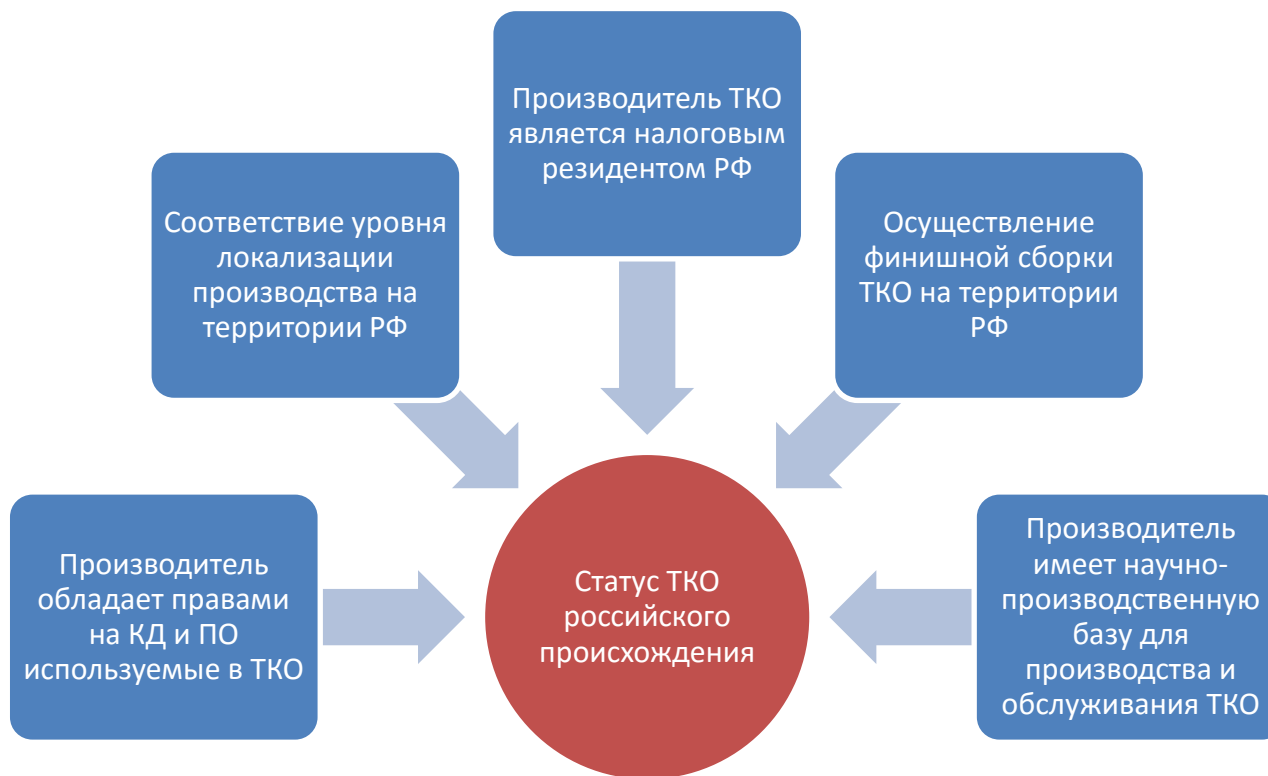 Производитель ТКО
является налоговым
резидентом РФ
Соответствие уровня
локализации
производства на
территории РФ
Осуществление
финишной сборки
ТКО на территории
РФ
Производитель
обладает правами
на КД и ПО
используемые в ТКО
Статус ТКО
российского
происхождения
Производитель
имеет научно-
производственную
базу для
производства и
обслуживания ТКО